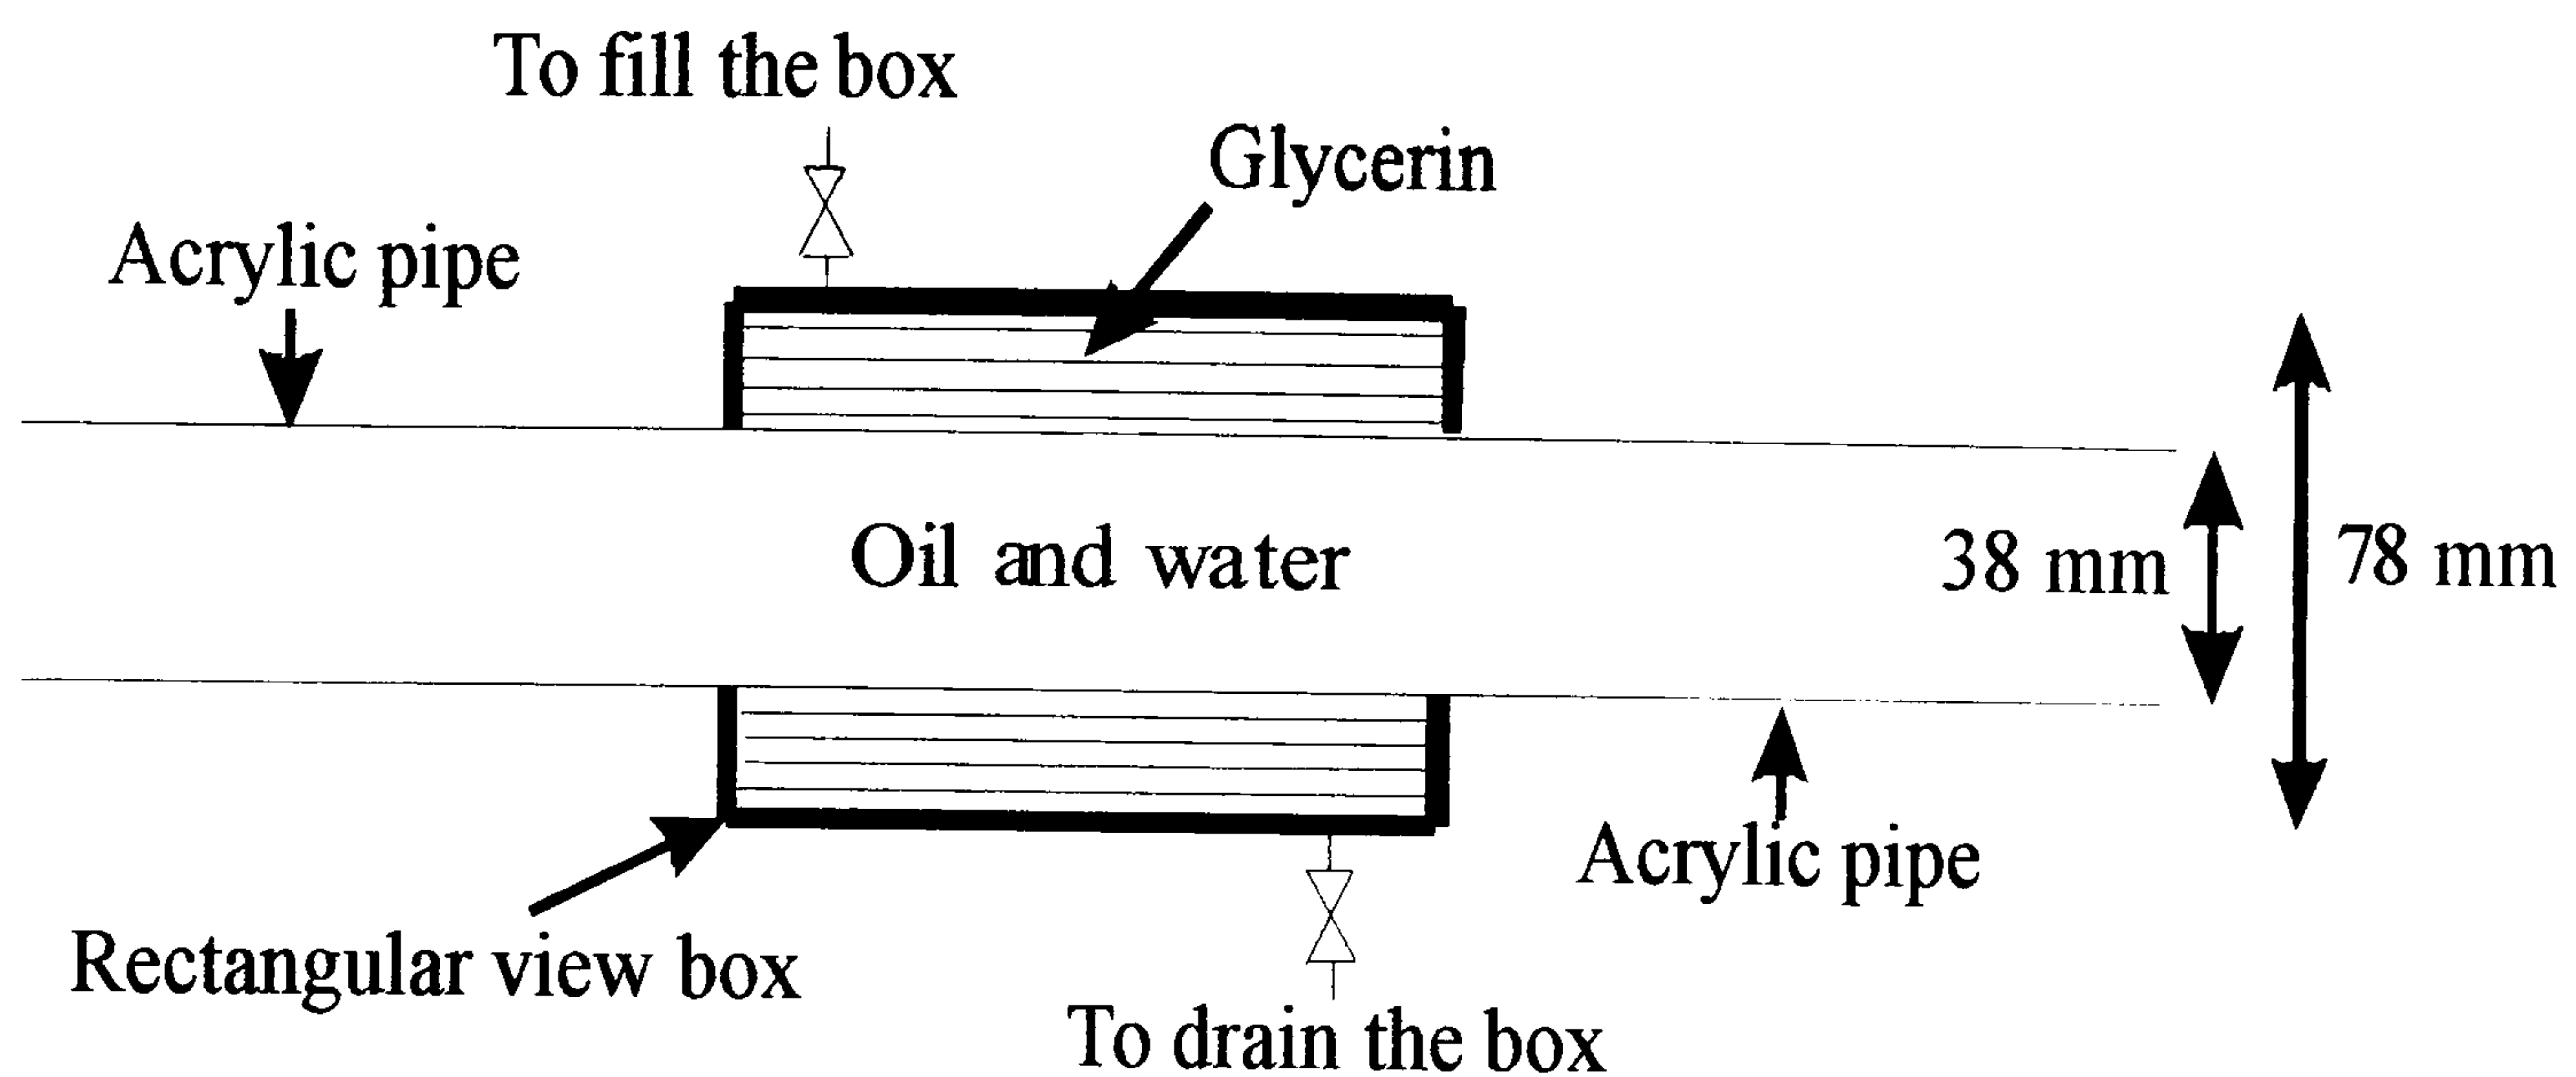 To fill the box
Glycerin
Acrylic pipe
Oil and water
38 mm
78 mm
Acrylic pipe
Rectangular view box
To drain the box